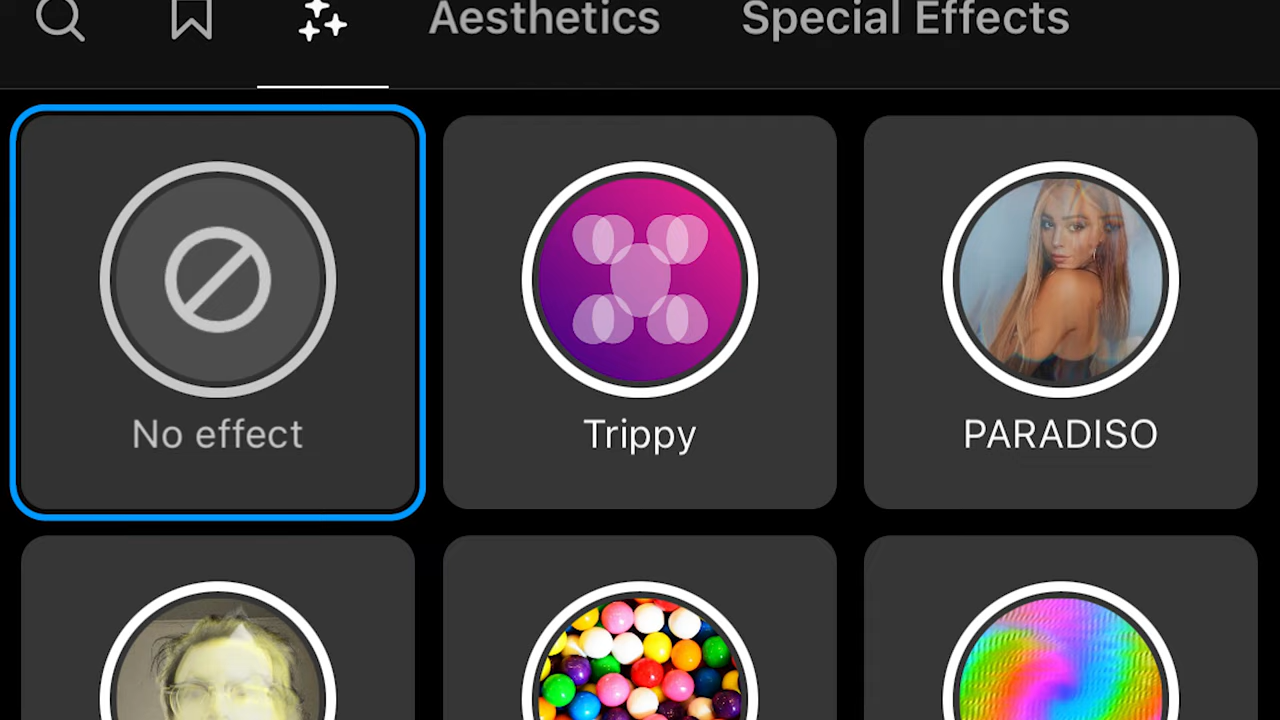 Aesthetics
Special Effects
No effect
Trippy
PARADISO